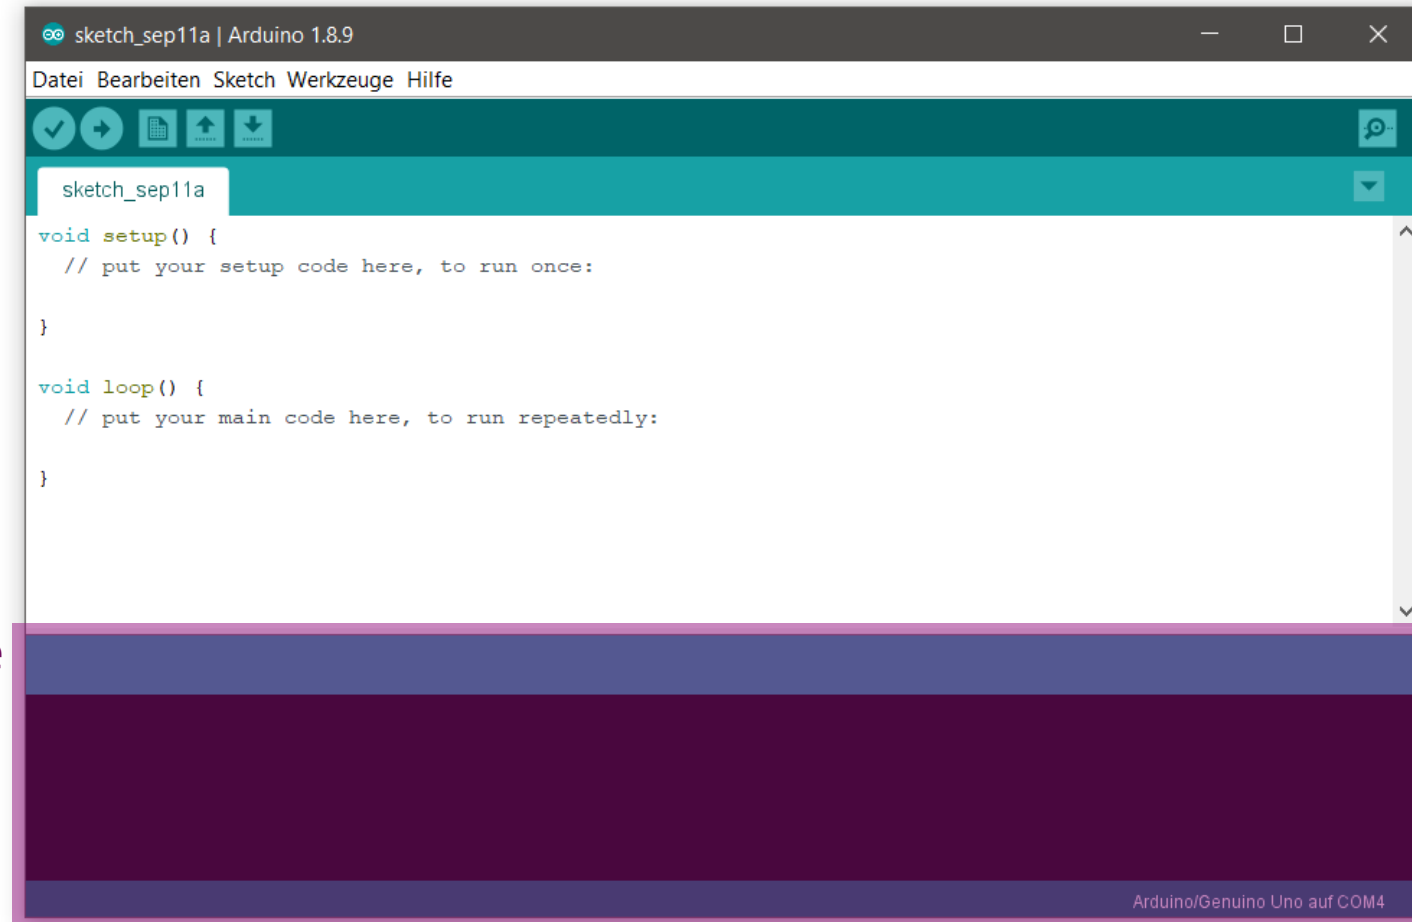 sketch_sep11a | Arduino 1.8.9
Datei Bearbeiten Sketch Werkzeuge Hilfe
sketch_sep11a
void setup() {
// put your setup code here, to run once:
}
void loop() {
// put your main code here, to run repeatedly:
}
Arduino/Genuino Uno auf COM4